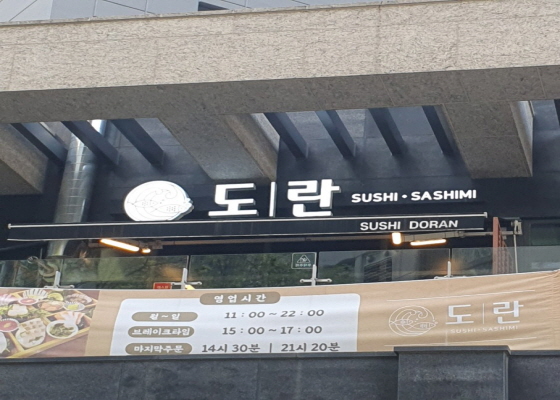 도|란 SUSHI · SASHIMI
SUSHI DORAN
영업시간
월~일 11:00~22:00
브레이크타임 15:00~17:00
마지막주문 14시 30분 | 21시 20분
도|란
SUSHI·SASHIMI